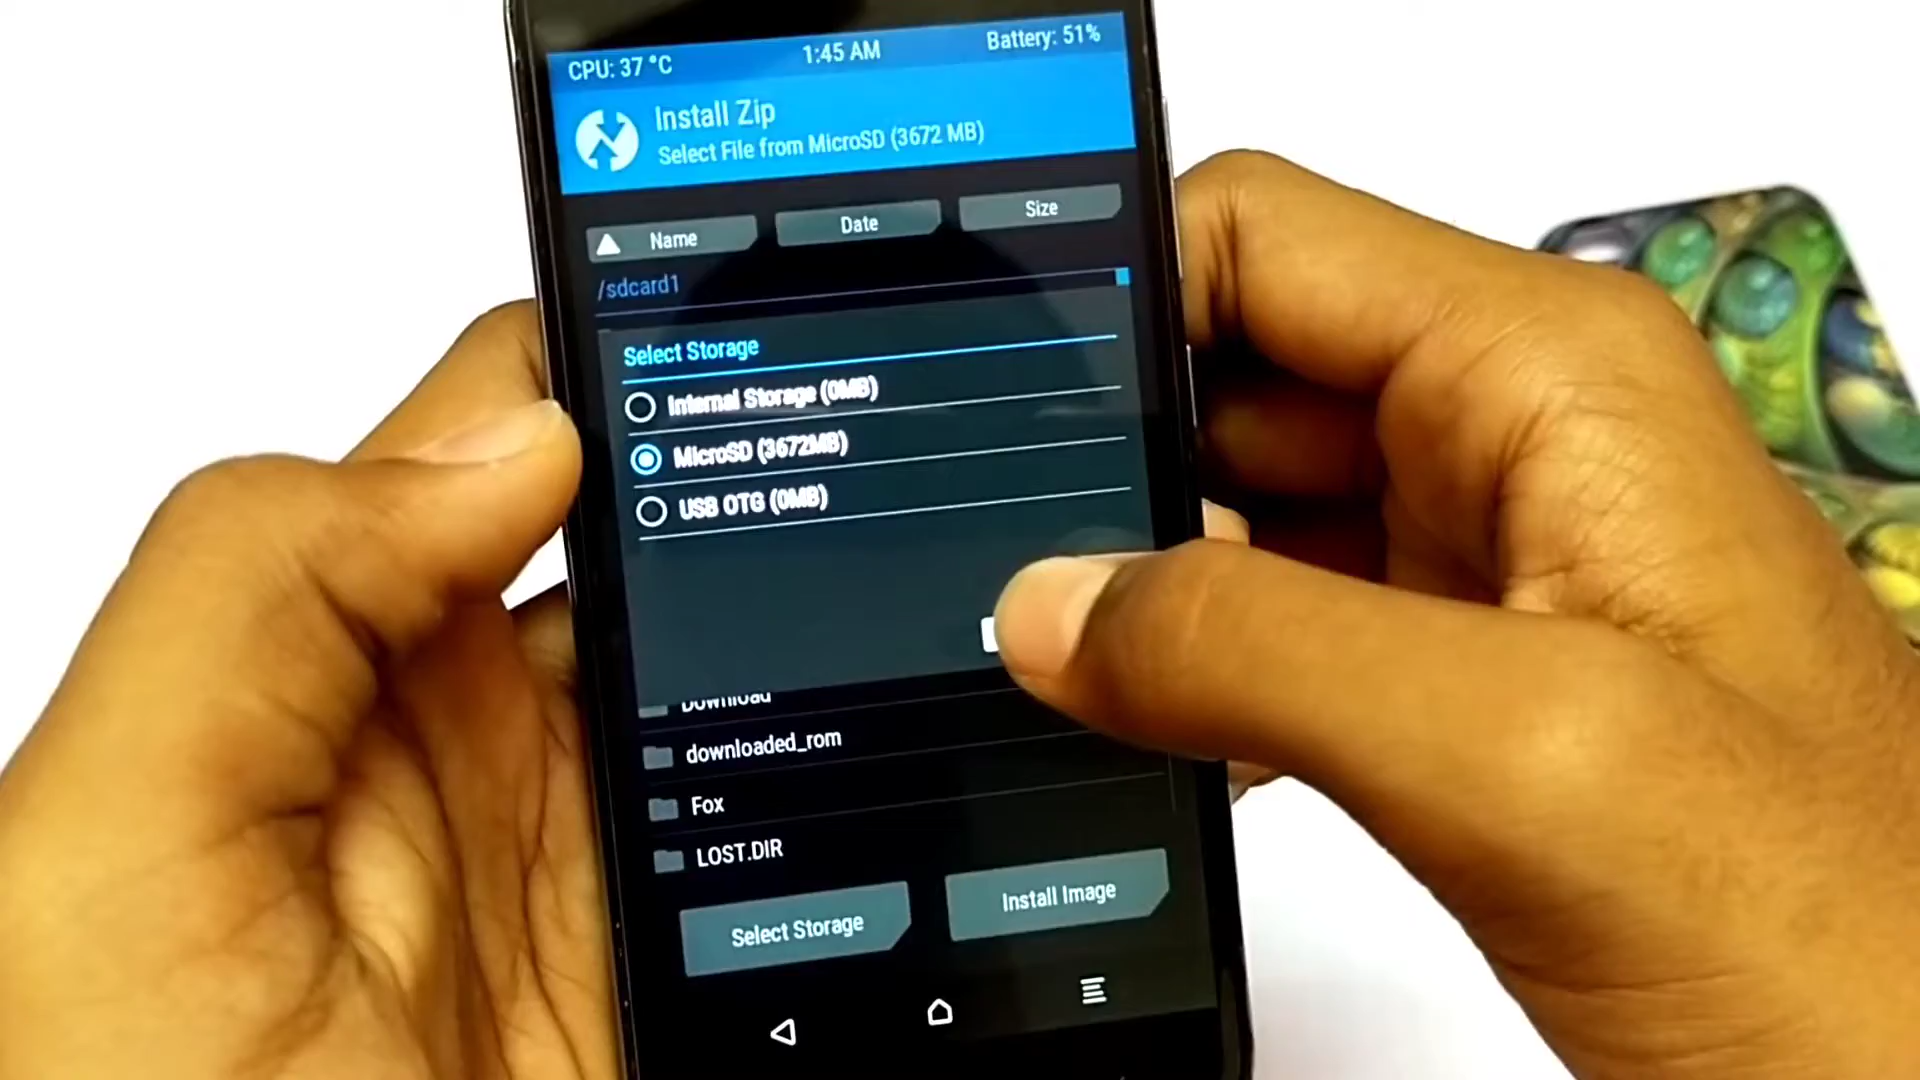 CPU: 37 °C 1:45 AM Battery: 51%
Install Zip
Select File from MicroSD (3672 MB)
Name Date Size
/sdcard1
Select Storage
Internal Storage (0MB)
MicroSD (3672MB)
USB OTG (0MB)
Download
downloaded_rom
Fox
LOST.DIR
Select Storage Install Image